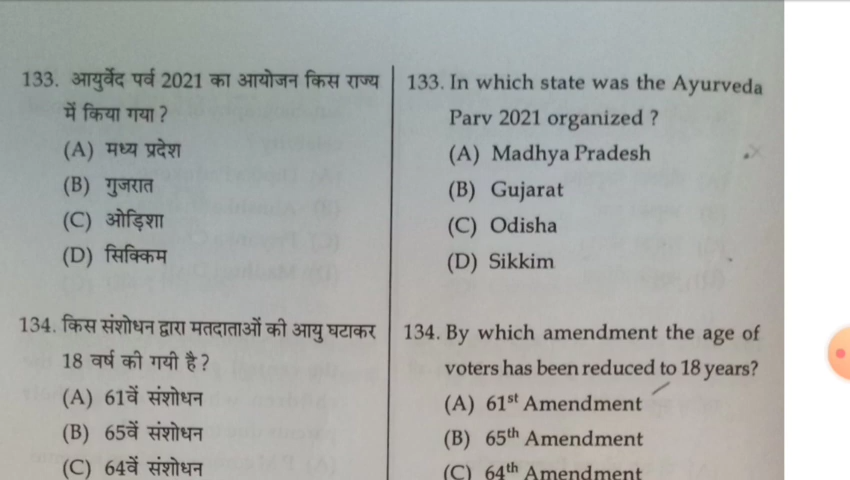 133. आयुर्वेद पर्व 2021 का आयोजन किस राज्य
में किया गया ?
(A) मध्य प्रदेश
(B) गुजरात
(C) ओड़िशा
(D) सिक्किम
134. किस संशोधन द्वारा मतदाताओं की आयु घटाकर
18 वर्ष की गयी है ?
(A) 61वें संशोधन
(B) 65वें संशोधन
(C) 64वें संशोधन
133. In which state was the Ayurveda
Parv 2021 organized ?
(A) Madhya Pradesh
(B) Gujarat
(C) Odisha
(D) Sikkim
134. By which amendment the age of
voters has been reduced to 18 years?
(A) 61st Amendment
(B) 65th Amendment
(C) 64th Amendment